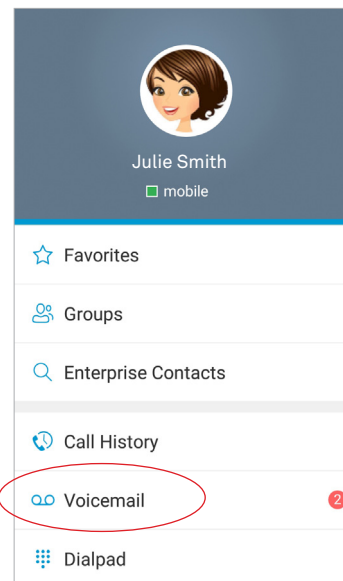 Julie Smith
mobile
Favorites
Groups
Enterprise Contacts
Call History
Voicemail 2
Dialpad